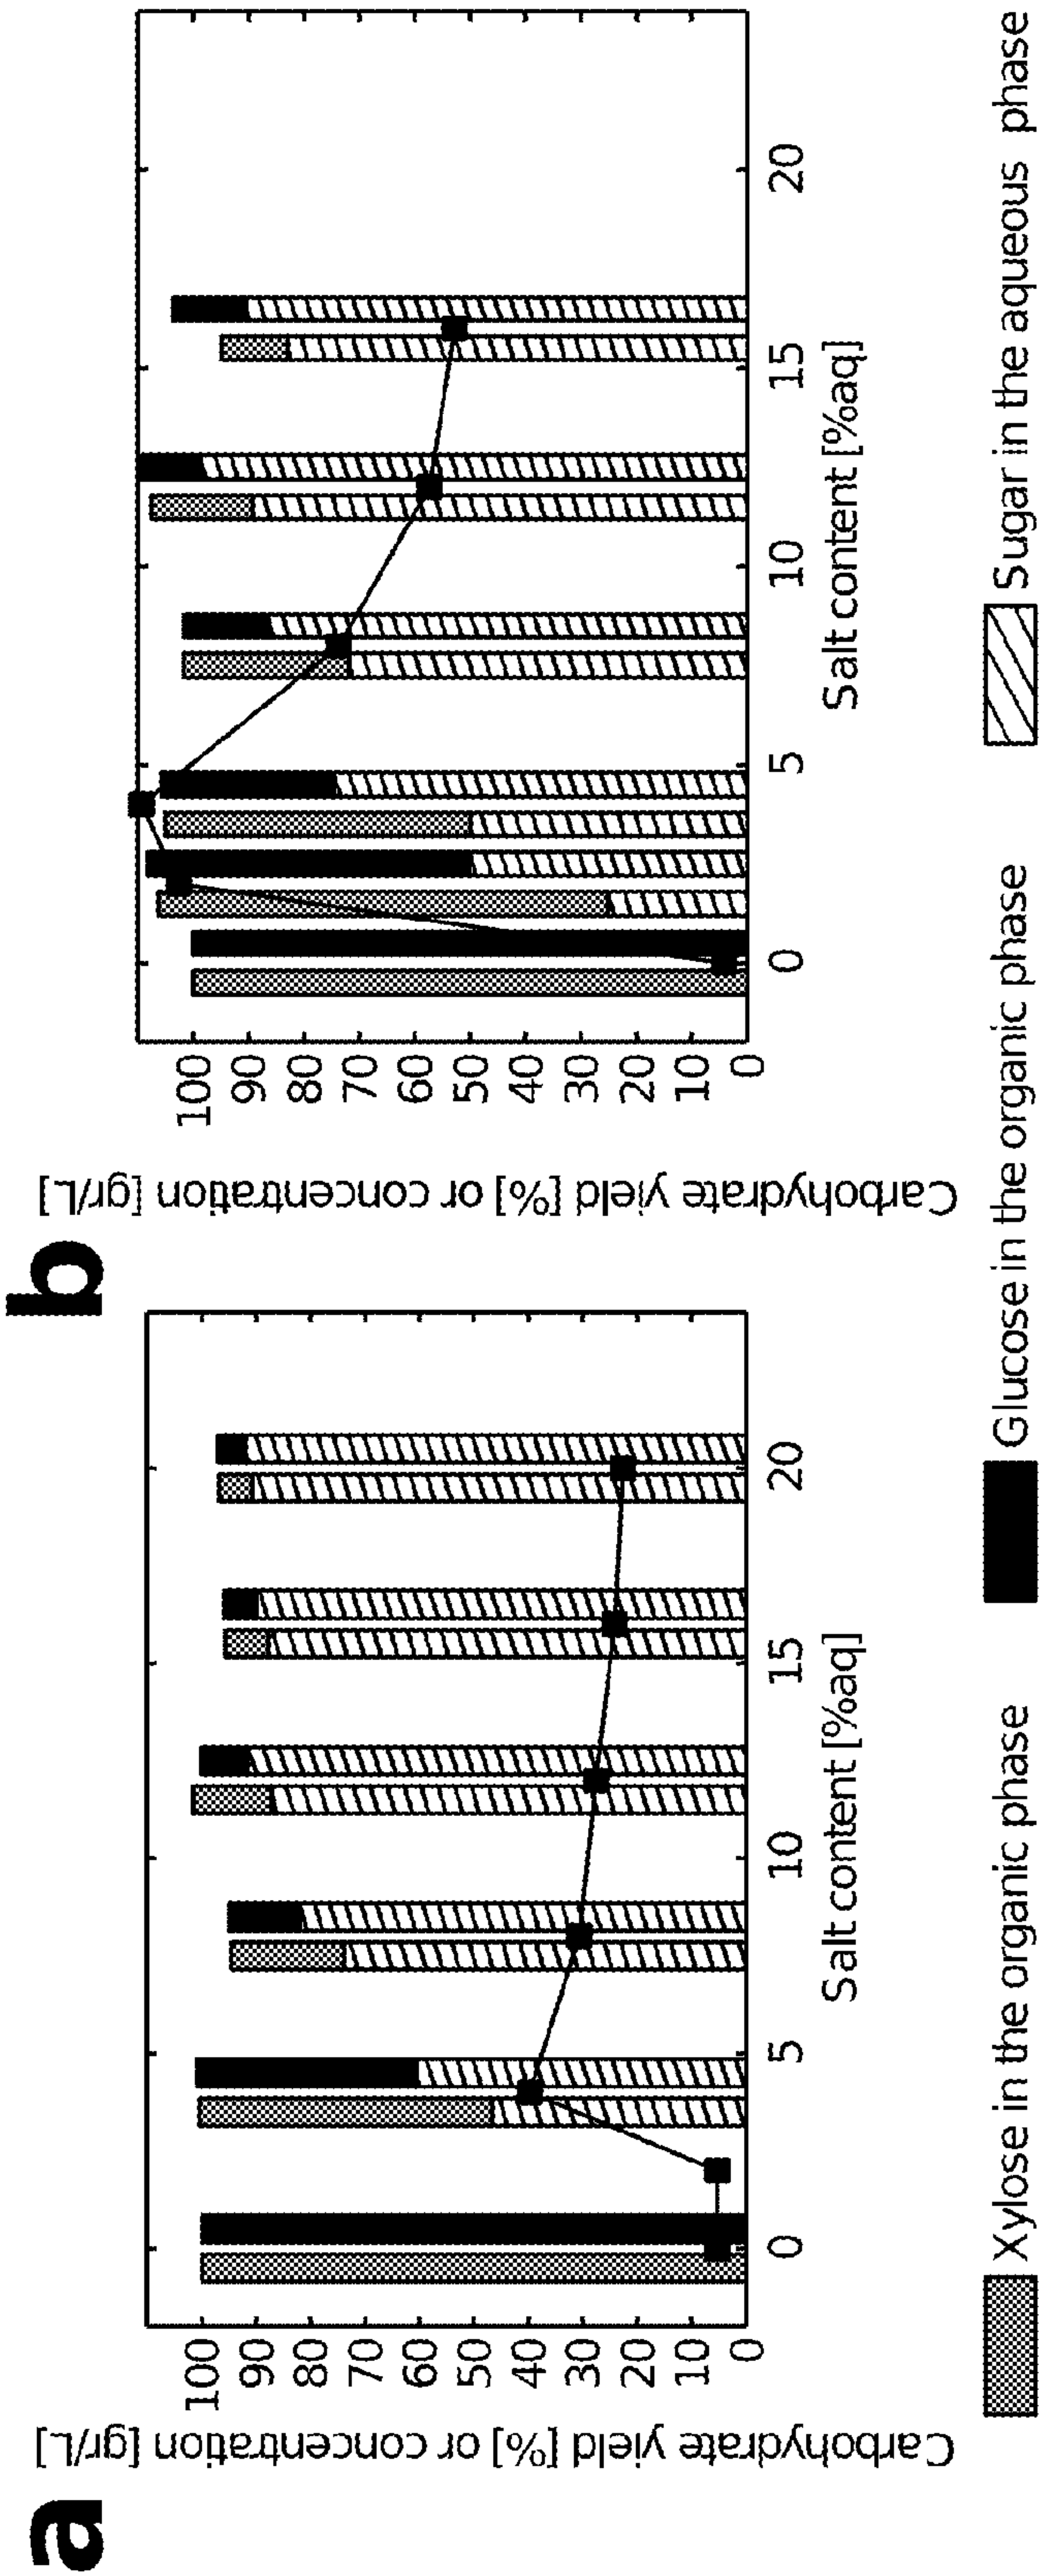 a
Carbohydrate yield [%] or concentration [gr/L]
100
90
80
70
60
50
40
30
20
10
0
0 5 10 15 20
Salt content [%aq]
b
Carbohydrate yield [%] or concentration [gr/L]
100
90
80
70
60
50
40
30
20
10
0
0 5 10 15 20
Salt content [%aq]
Xylose in the organic phase Glucose in the organic phase Sugar in the aqueous phase